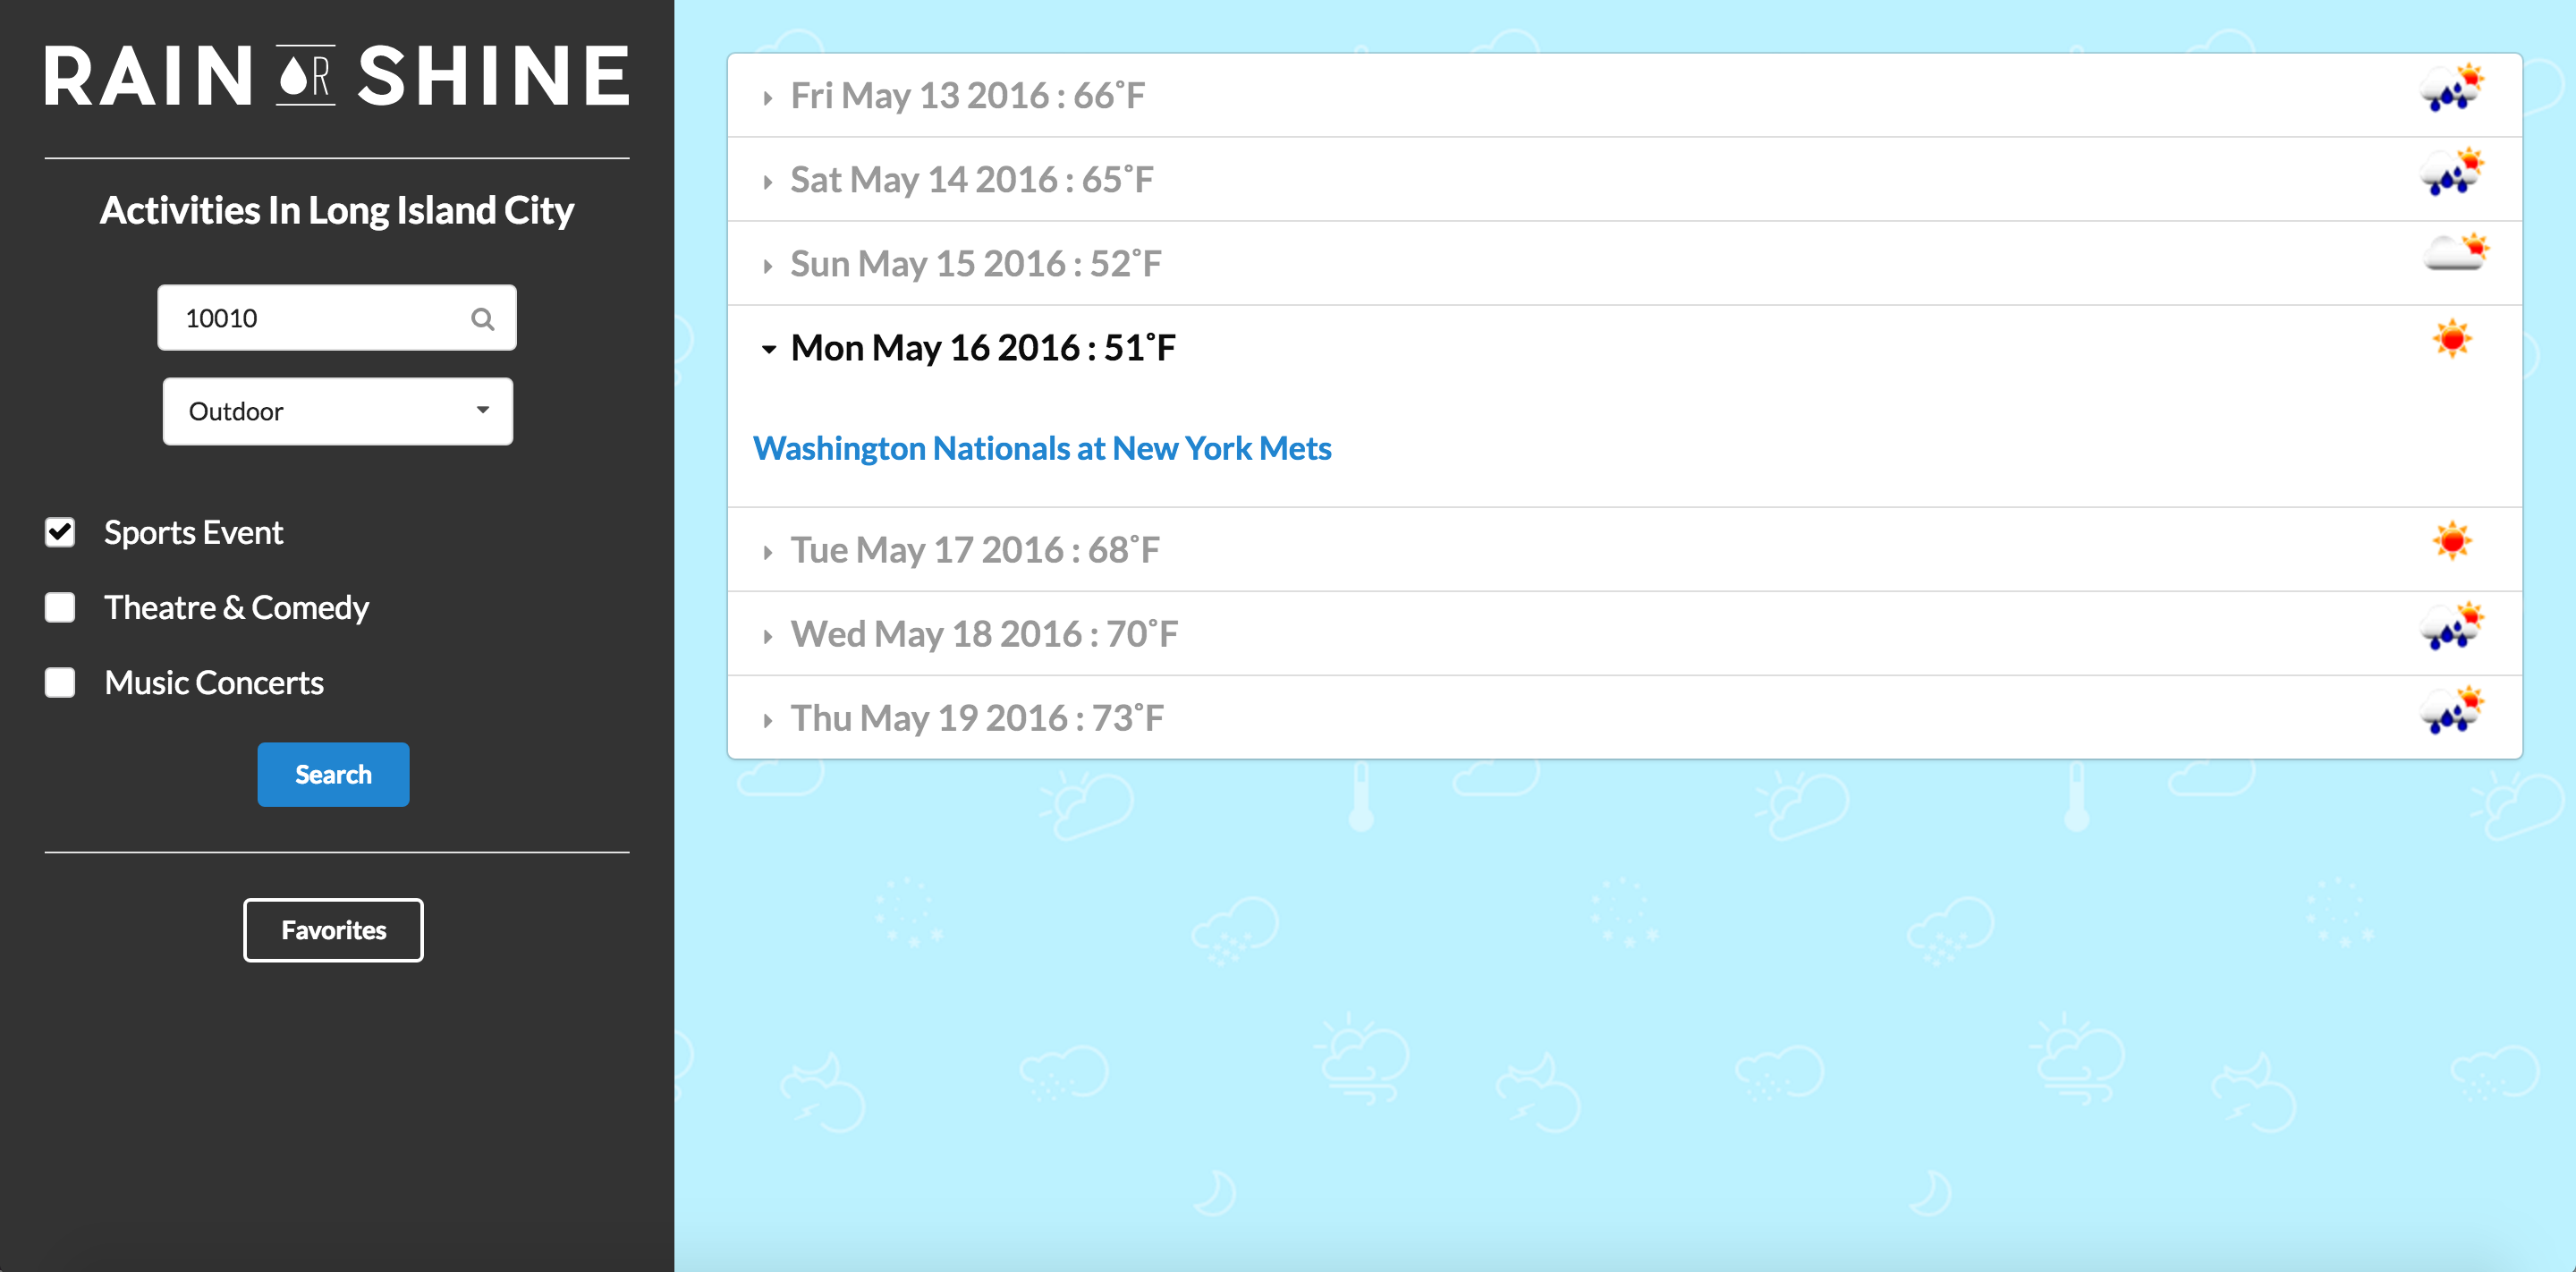 RAIN OR SHINE
Activities In Long Island City
10010
Outdoor
Sports Event
Theatre & Comedy
Music Concerts
Search
Favorites
Fri May 13 2016 : 66°F
Sat May 14 2016 : 65°F
Sun May 15 2016 : 52°F
Mon May 16 2016 : 51°F
Washington Nationals at New York Mets
Tue May 17 2016 : 68°F
Wed May 18 2016 : 70°F
Thu May 19 2016 : 73°F